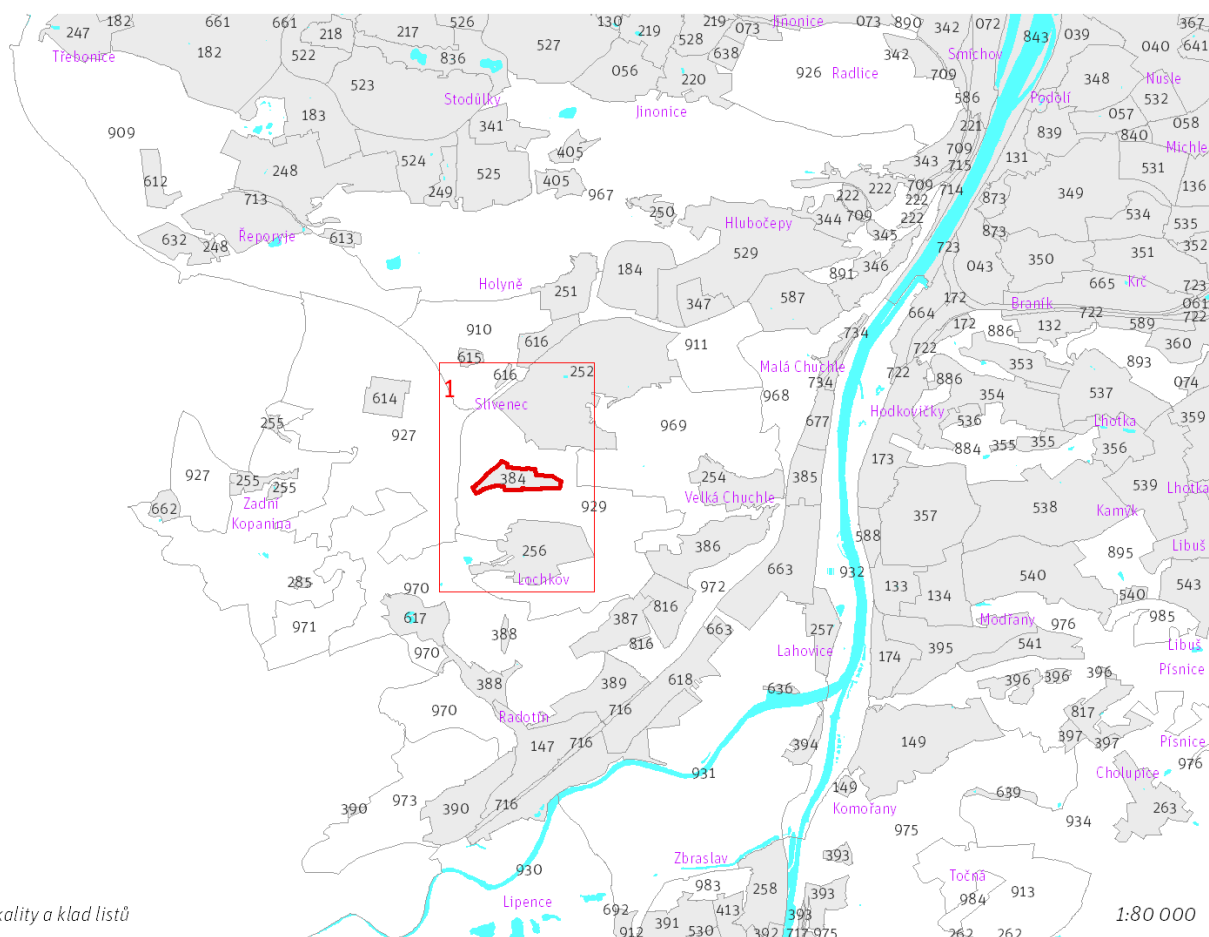 182 661 661 526 130 219 Jinonice 073 890 342 072 367
247 218 217 527 219 528 073 843 039 040 641
Třebonice 182 522 836 638 342 Smíchov Nusle
523 056 220 926 Radlice 709 348
Stodůlky 586 Podolí 532
183 341 Jinonice 221 057 058
909 405 709 839 840 Michle
612 248 524 525 343 715 131 531
249 405 967 222 222 709 714 873 349 136
713 250 222 534
632 248 Řeporyje 613 344 709 222 873 535
Hlubočepy 345 723 352
529 350 351
184 891 346 043 665 Krč 723
Holyně 251 347 587 172 Braník 061
664 722 722
910 616 911 734 172 886 132 589 360
615 722 353 893
616 252 Malá Chuchle 734 722 886 074
1 968 354 537
614 Slivenec 677 Hodkovičky 536 359
255 927 969 884 355 355 Lhotka
173 356
927 255 255 384 254 385 539
Zadní Velká Chuchle Lhotka
662 Kopanina 929 357 538 Kamýk
588
256 386 895 Libuš
285 Lochkov 663 932 540
970 972 133 134 540 543
617 816 976 985
971 388 387 663 257 Modřany
970 816 Lahovice 174 395 541 Libuš
388 389 618 636 396 396 396 Písnice
970 Radotín 716 817
147 716 394 149 397 397 Písnice
931 976
Cholupice
390 973 390 716 149 639 263
Komořany 934
975
930 Zbraslav 393
983 258 393 Točná 913
Lipence 692 413 984
912 391 530 392 393 717 975 262 262
kality a klad listů
1:80 000